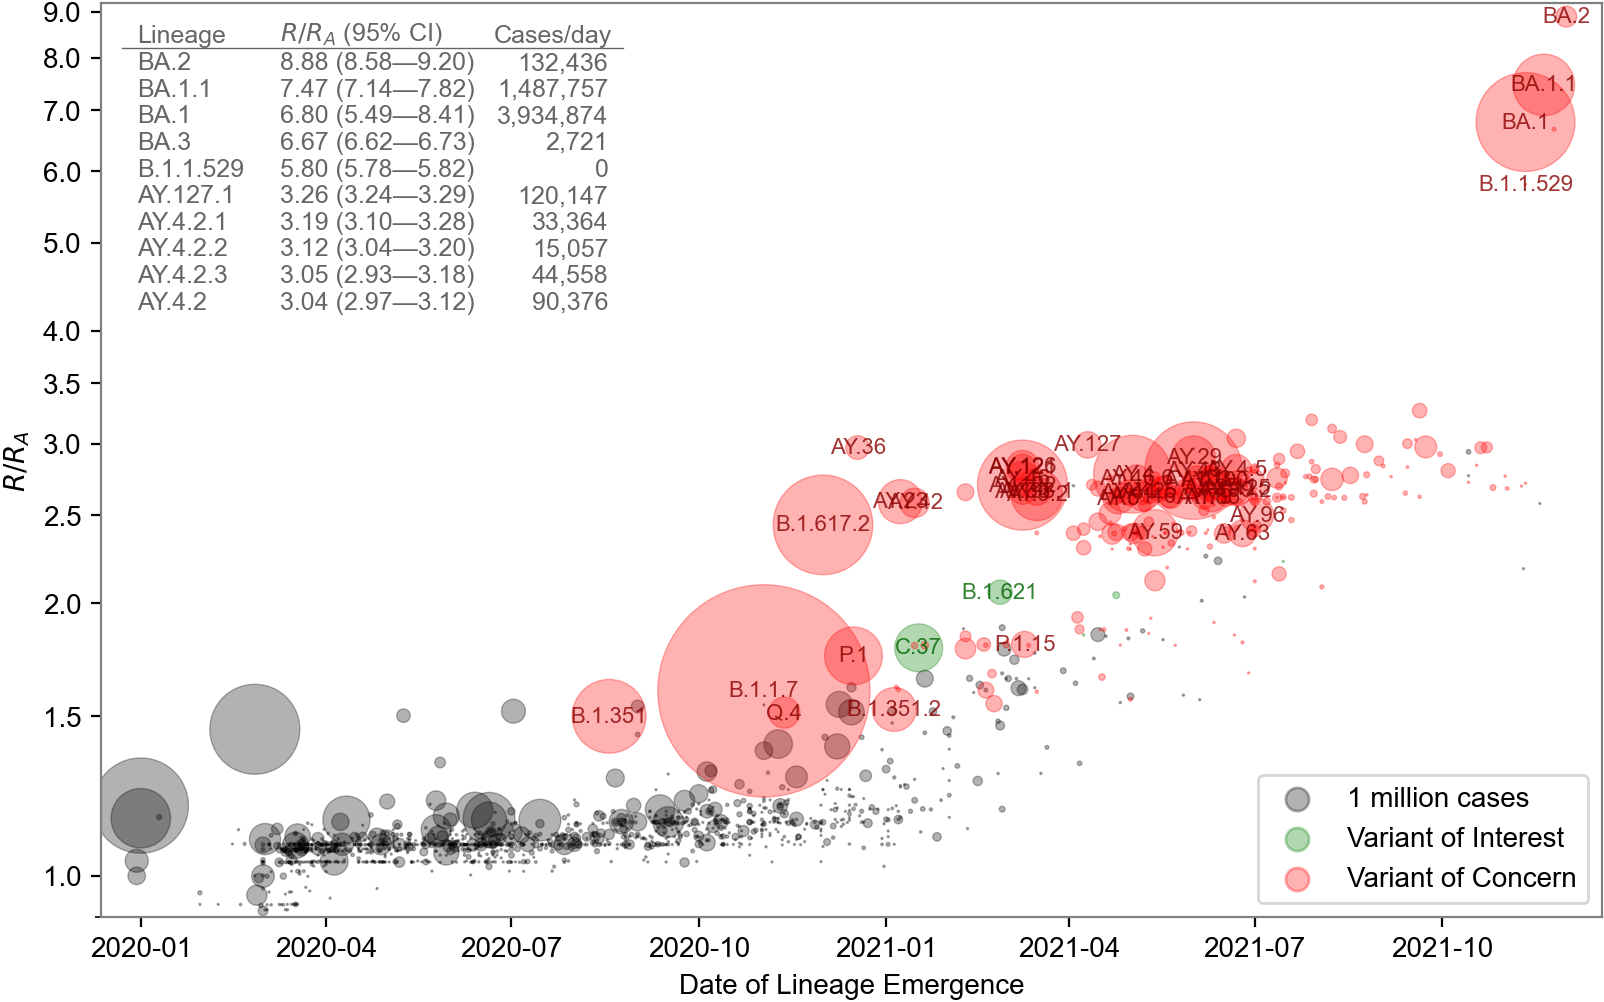 9.0
8.0
7.0
6.0
5.0
4.0
3.5
3.0
2.5
2.0
1.5
1.0
R/R_A
Lineage R/R_A (95% CI) Cases/day
BA.2 8.88 (8.58—9.20) 132,436
BA.1.1 7.47 (7.14—7.82) 1,487,757
BA.1 6.80 (5.49—8.41) 3,934,874
BA.3 6.67 (6.62—6.73) 2,721
B.1.1.529 5.80 (5.78—5.82) 0
AY.127.1 3.26 (3.24—3.29) 120,147
AY.4.2.1 3.19 (3.10—3.28) 33,364
AY.4.2.2 3.12 (3.04—3.20) 15,057
AY.4.2.3 3.05 (2.93—3.18) 44,558
AY.4.2 3.04 (2.97—3.12) 90,376
BA.2
BA.1.1
BA.1
B.1.1.529
AY.36
AY.127
AY.29
AY.126
B.1.617.2
AY.96
AY.59
AY.63
B.1.621
C.37
P.1
P.1.15
B.1.1.7
Q.4
B.1.351
B.1.351.2
1 million cases
Variant of Interest
Variant of Concern
2020-01 2020-04 2020-07 2020-10 2021-01 2021-04 2021-07 2021-10
Date of Lineage Emergence